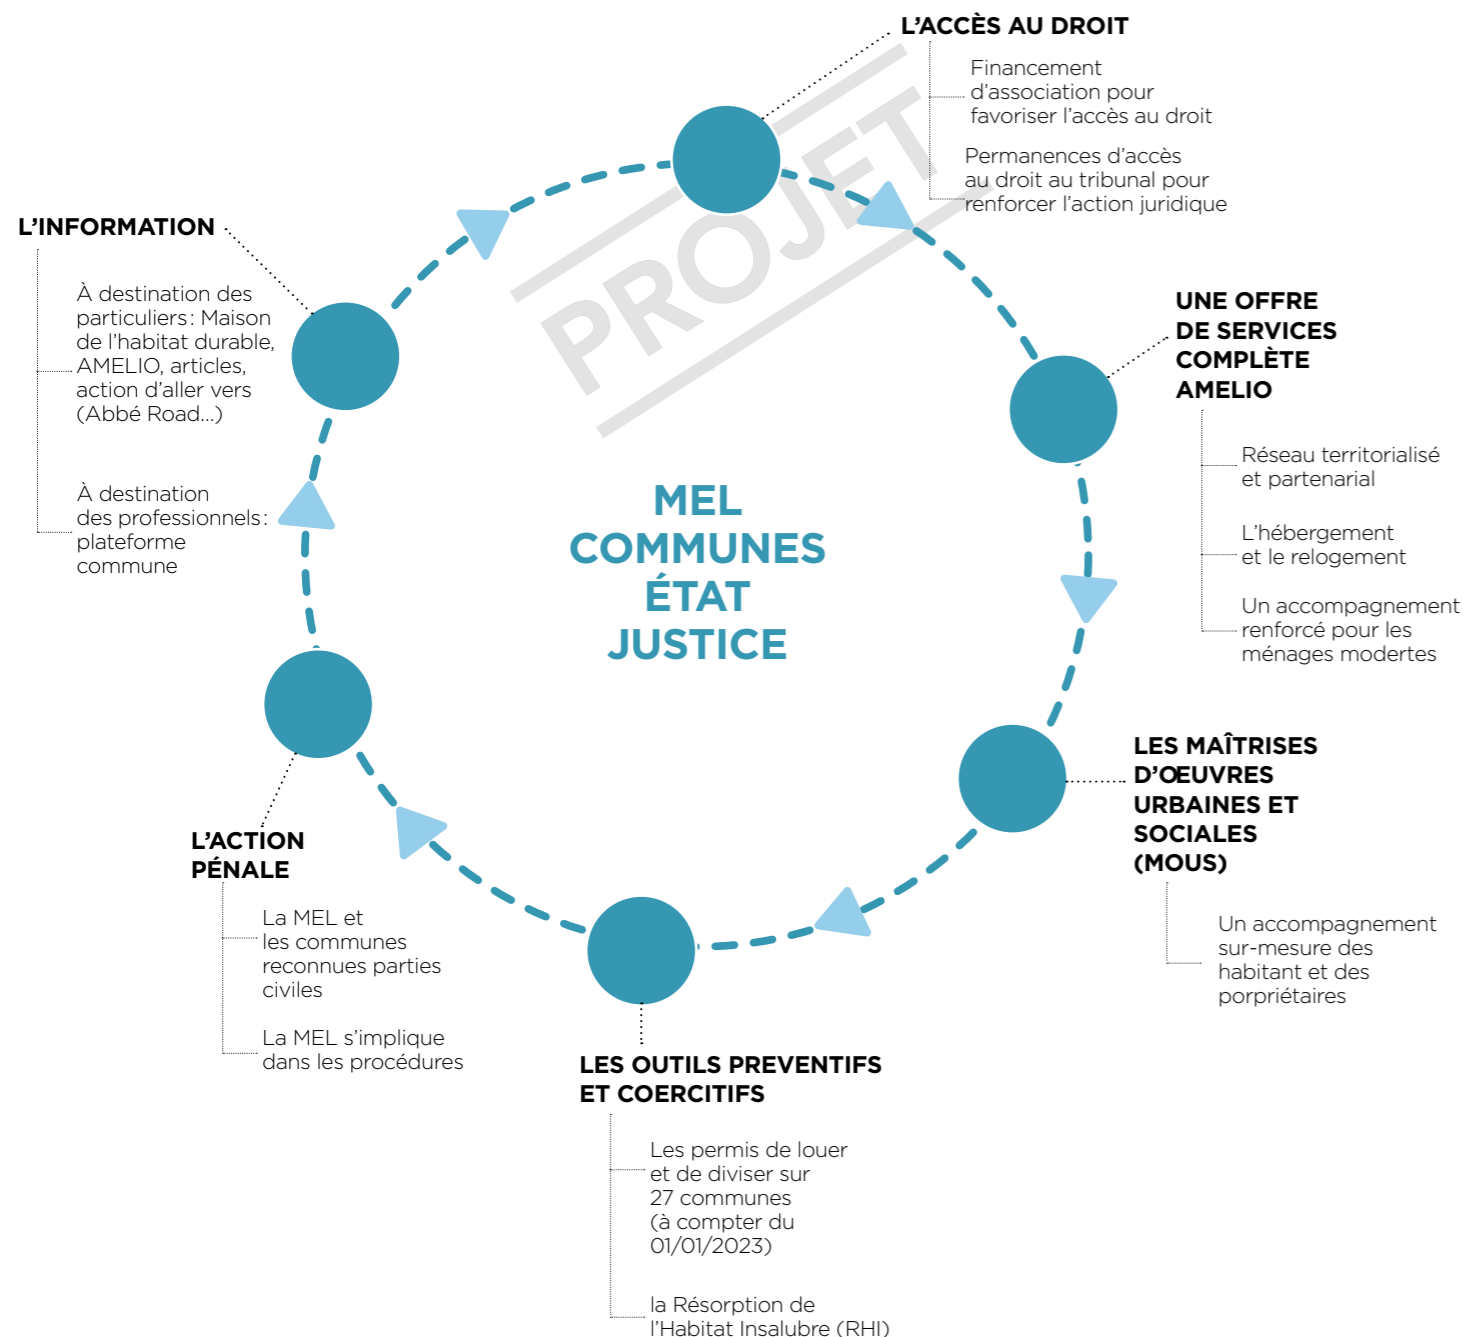 L'ACCÈS AU DROIT
Financement
d'association pour
favoriser l'accès au droit
Permanences d'accès
au droit au tribunal pour
renforcer l'action juridique
PROJET
L'INFORMATION
À destination des
particuliers : Maison
de l'habitat durable,
AMELIO, articles,
action d'aller vers
(Abbé Road...)
À destination
des professionnels :
plateforme
commune
UNE OFFRE
DE SERVICES
COMPLÈTE
AMELIO
Réseau territorialisé
et partenarial
L'hébergement
et le relogement
Un accompagnement
renforcé pour les
ménages modertes
MEL
COMMUNES
ÉTAT
JUSTICE
LES MAÎTRISES
D'ŒUVRES
URBAINES ET
SOCIALES
(MOUS)
Un accompagnement
sur-mesure des
habitant et des
porpriétaires
L'ACTION
PÉNALE
La MEL et
les communes
reconnues parties
civiles
La MEL s'implique
dans les procédures
LES OUTILS PREVENTIFS
ET COERCITIFS
Les permis de louer
et de diviser sur
27 communes
(à compter du
01/01/2023)
la Résorption de
l'Habitat Insalubre (RHI)